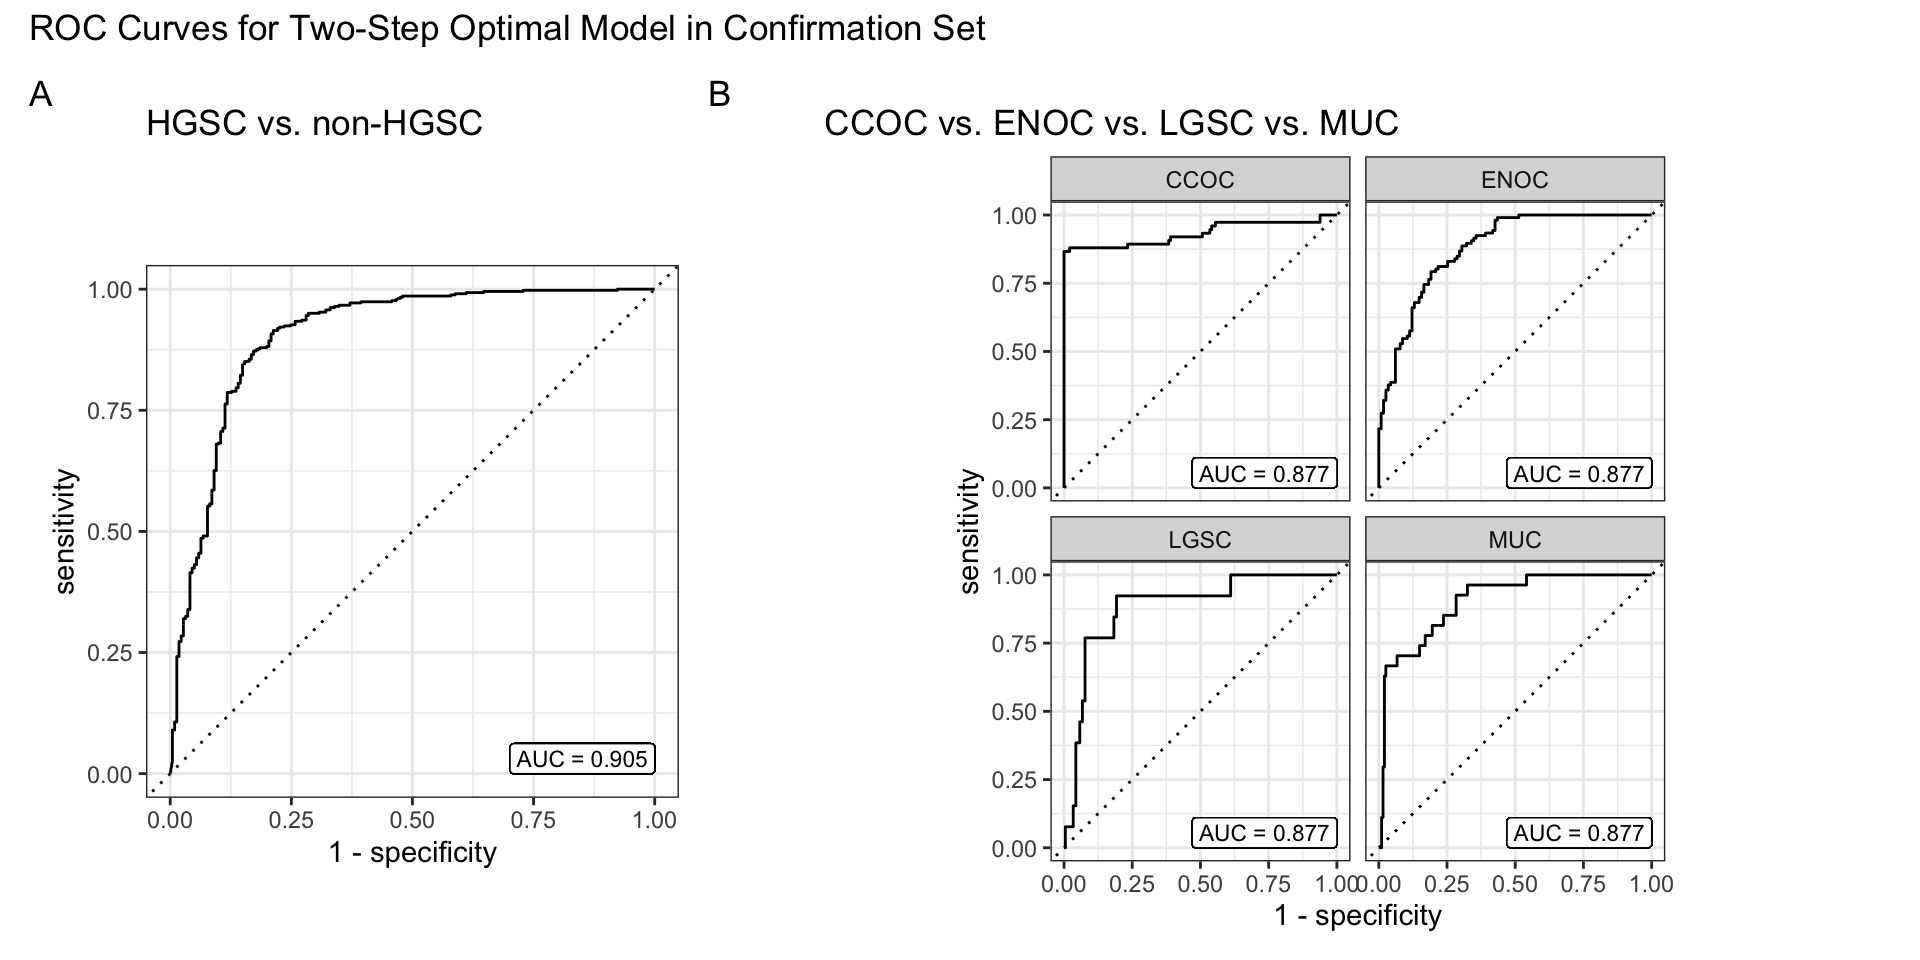 ROC Curves for Two-Step Optimal Model in Confirmation Set
A
HGSC vs. non-HGSC
sensitivity
1.00
0.75
0.50
0.25
0.00
AUC = 0.905
0.00 0.25 0.50 0.75 1.00
1 - specificity
B
CCOC vs. ENOC vs. LGSC vs. MUC
sensitivity
sensitivity
CCOC
ENOC
1.00
0.75
0.50
0.25
0.00
AUC = 0.877
AUC = 0.877
LGSC
MUC
1.00
0.75
0.50
0.25
0.00
AUC = 0.877
AUC = 0.877
0.00 0.25 0.50 0.75 1.00 0.00 0.25 0.50 0.75 1.00
1 - specificity